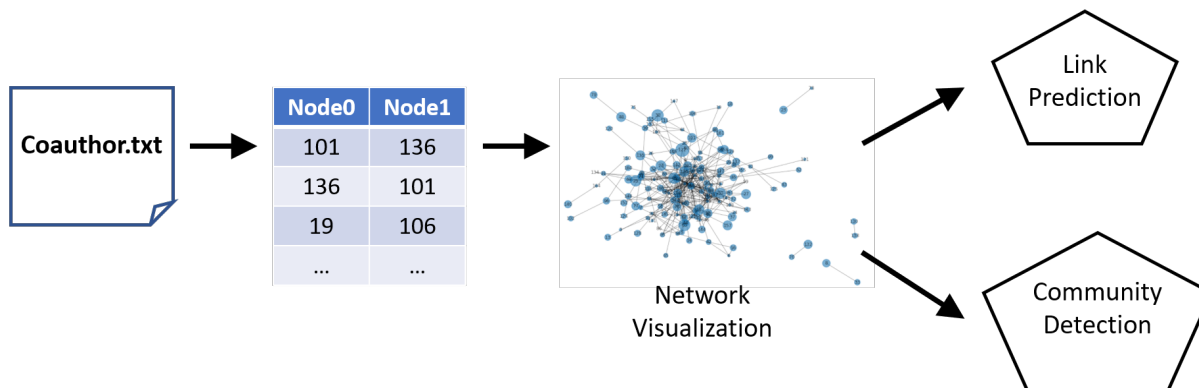 Coauthor.txt
Node0 Node1
101 136
136 101
19 106
... ...
Network
Visualization
Link
Prediction
Community
Detection